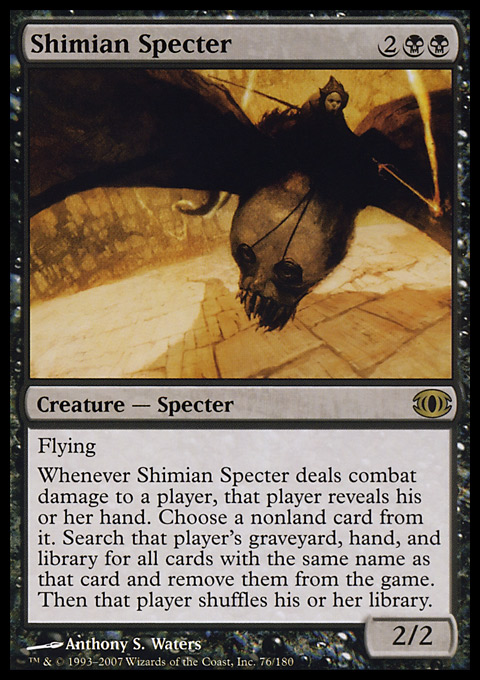 Shimian Specter 2
Creature — Specter
Flying
Whenever Shimian Specter deals combat
damage to a player, that player reveals his
or her hand. Choose a nonland card from
it. Search that player's graveyard, hand, and
library for all cards with the same name as
that card and remove them from the game.
Then that player shuffles his or her library.
2/2
Anthony S. Waters
™ & © 1993–2007 Wizards of the Coast, Inc. 76/180